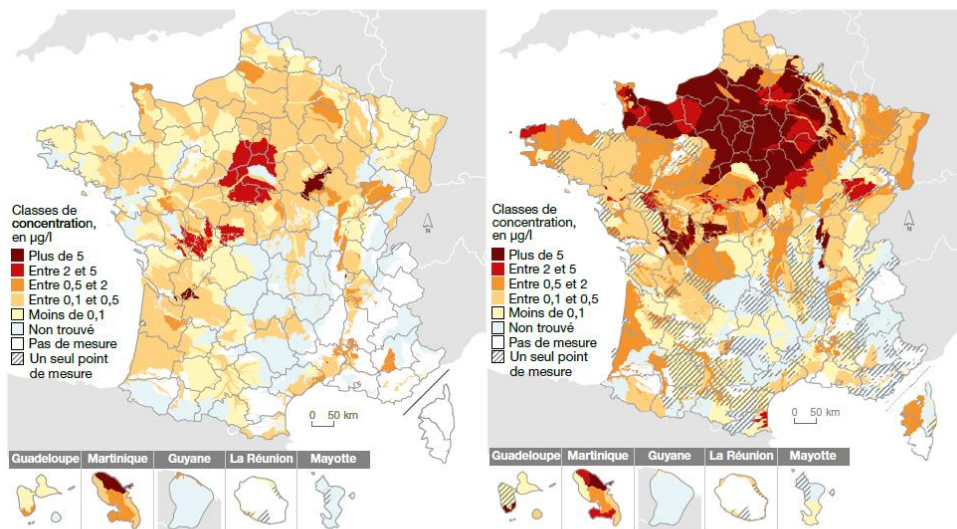 Classes de
concentration,
en µg/l
Plus de 5
Entre 2 et 5
Entre 0,5 et 2
Entre 0,1 et 0,5
Moins de 0,1
Non trouvé
Pas de mesure
Un seul point
de mesure
0 50 km
N
Guadeloupe Martinique Guyane La Réunion Mayotte
Classes de
concentration,
en µg/l
Plus de 5
Entre 2 et 5
Entre 0,5 et 2
Entre 0,1 et 0,5
Moins de 0,1
Non trouvé
Pas de mesure
Un seul point
de mesure
0 50 km
N
Guadeloupe Martinique Guyane La Réunion Mayotte